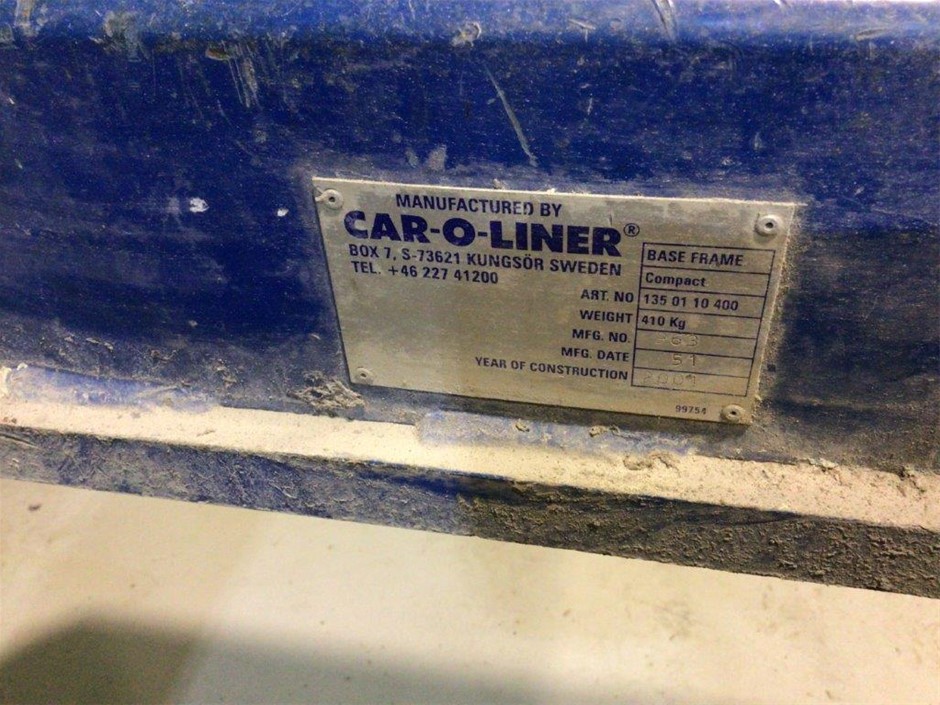 MANUFACTURED BY
CAR-O-LINER®
BOX 7, S-73621 KUNGSÖR SWEDEN
TEL. +46 227 41200
BASE FRAME
Compact
ART. NO 135 01 10 400
WEIGHT 410 Kg
MFG. NO.
MFG. DATE 51
YEAR OF CONSTRUCTION
99754